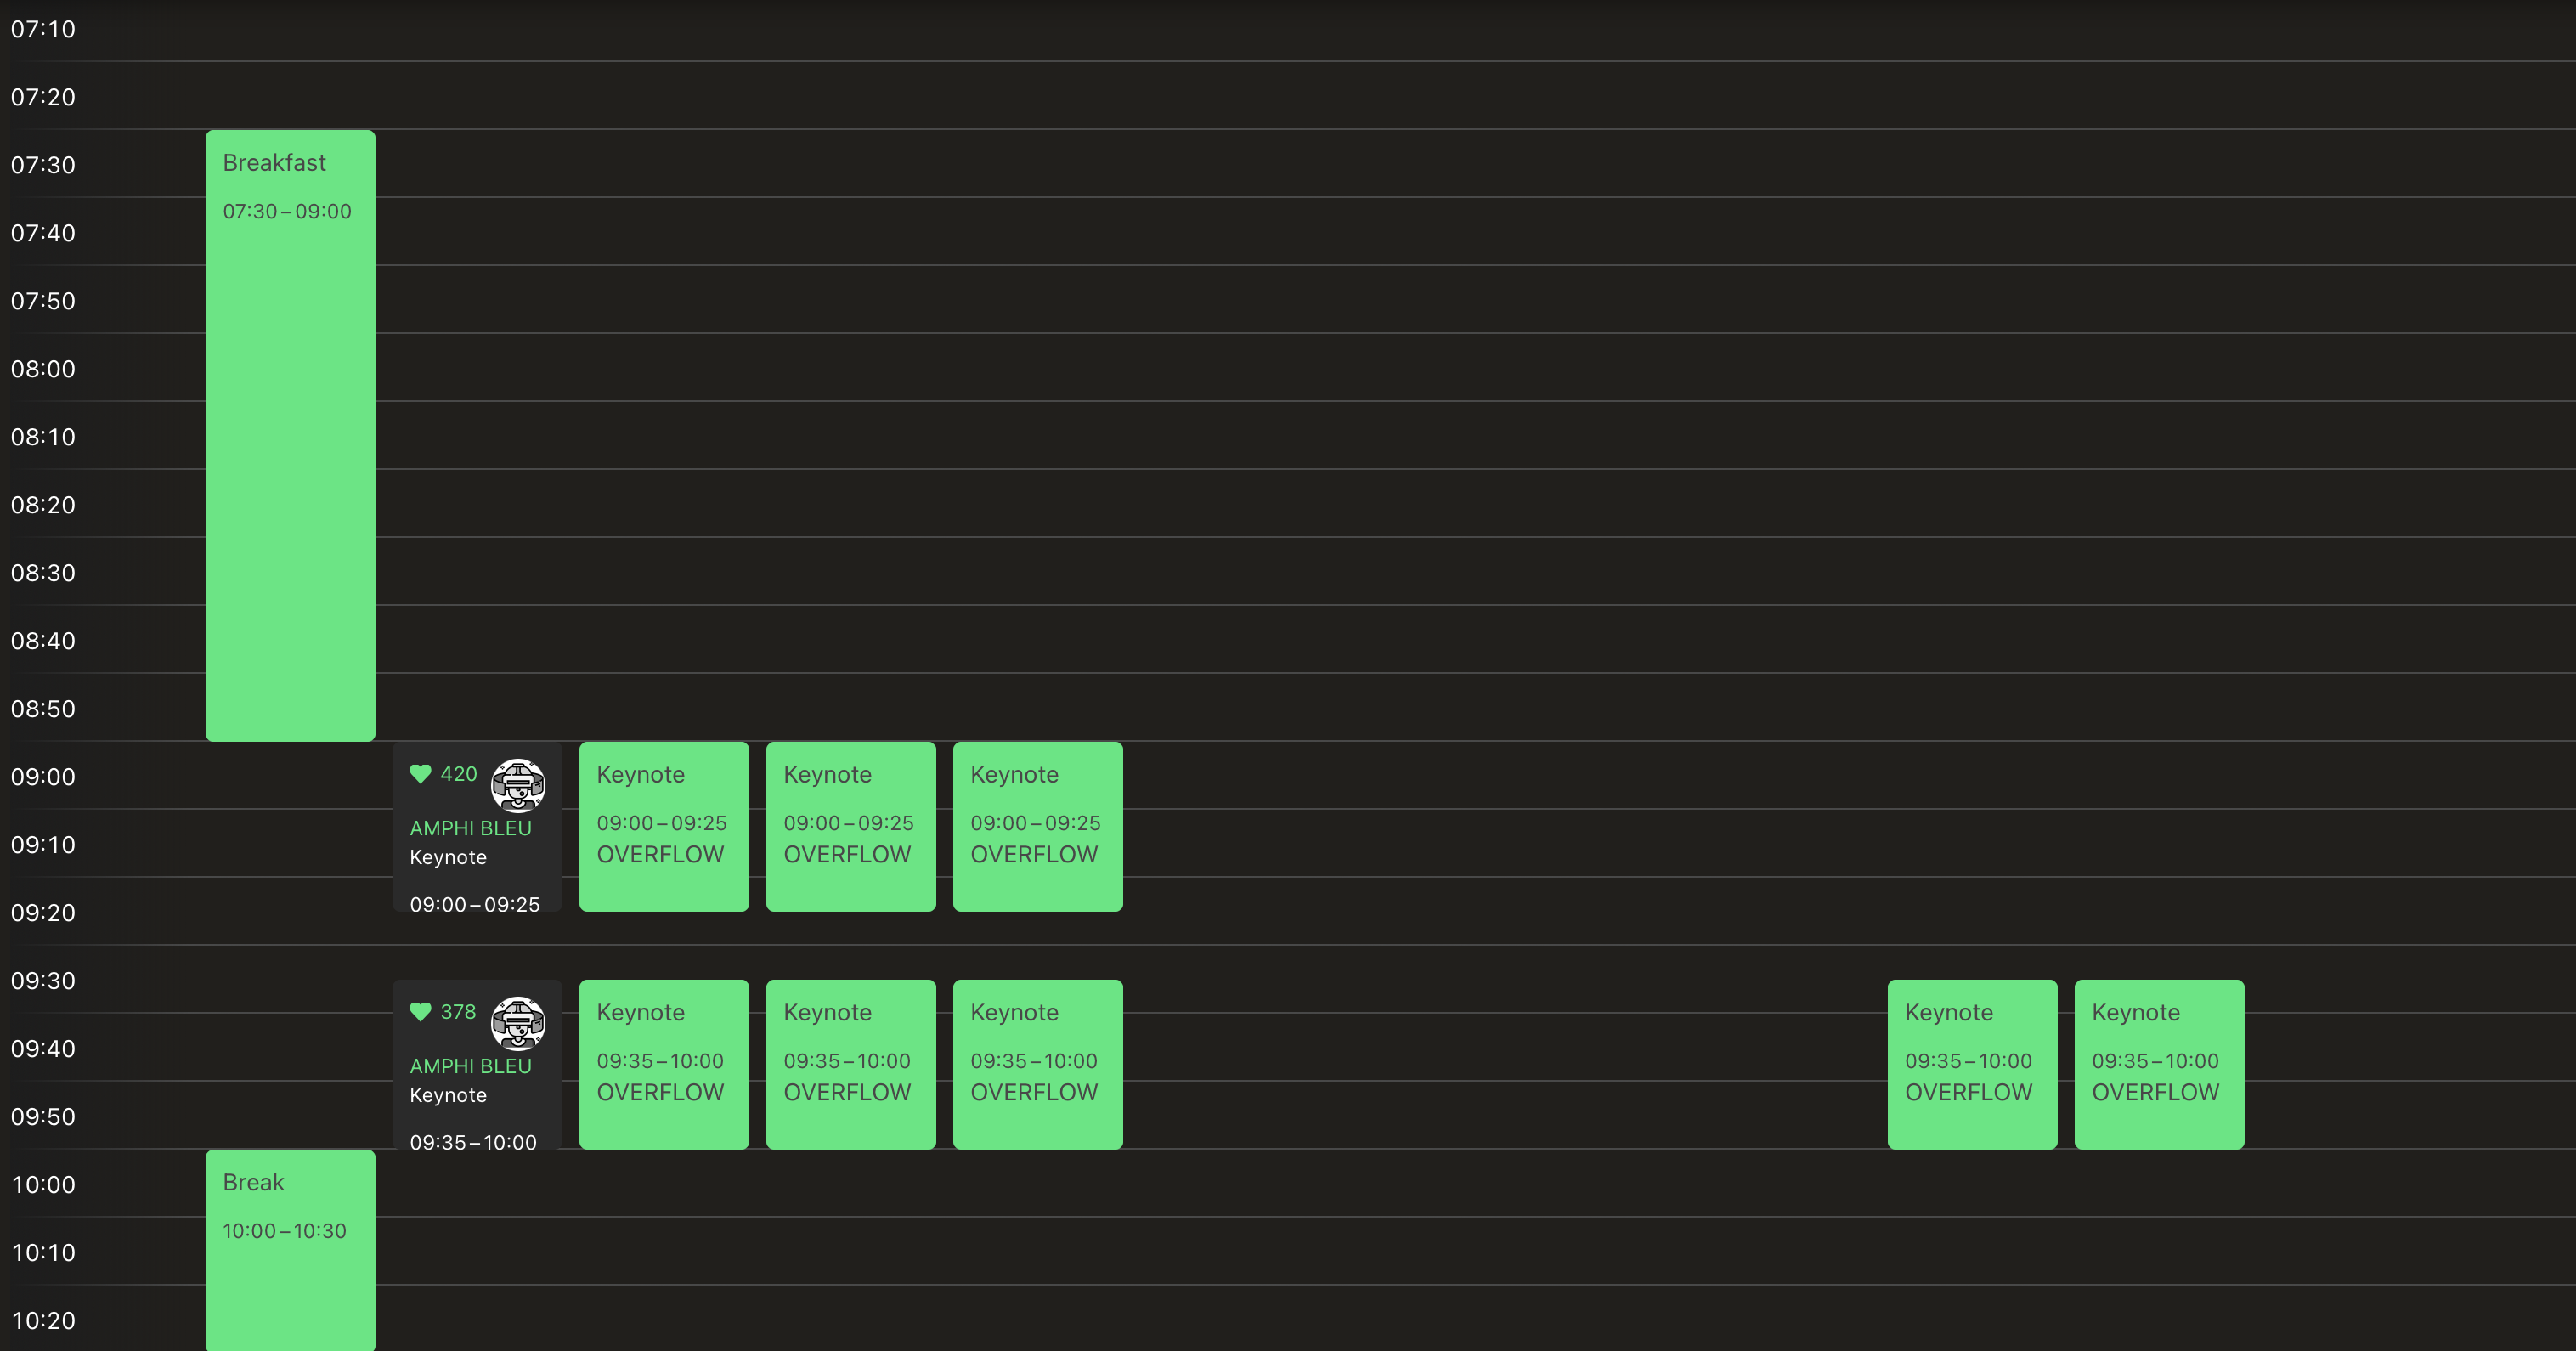 07:10
07:20
07:30
07:40
07:50
08:00
08:10
08:20
08:30
08:40
08:50
09:00
09:10
09:20
09:30
09:40
09:50
10:00
10:10
10:20
Breakfast
07:30–09:00
420
AMPHI BLEU
Keynote
09:00–09:25
Keynote
09:00–09:25
OVERFLOW
Keynote
09:00–09:25
OVERFLOW
Keynote
09:00–09:25
OVERFLOW
378
AMPHI BLEU
Keynote
09:35–10:00
Keynote
09:35–10:00
OVERFLOW
Keynote
09:35–10:00
OVERFLOW
Keynote
09:35–10:00
OVERFLOW
Keynote
09:35–10:00
OVERFLOW
Keynote
09:35–10:00
OVERFLOW
Break
10:00–10:30